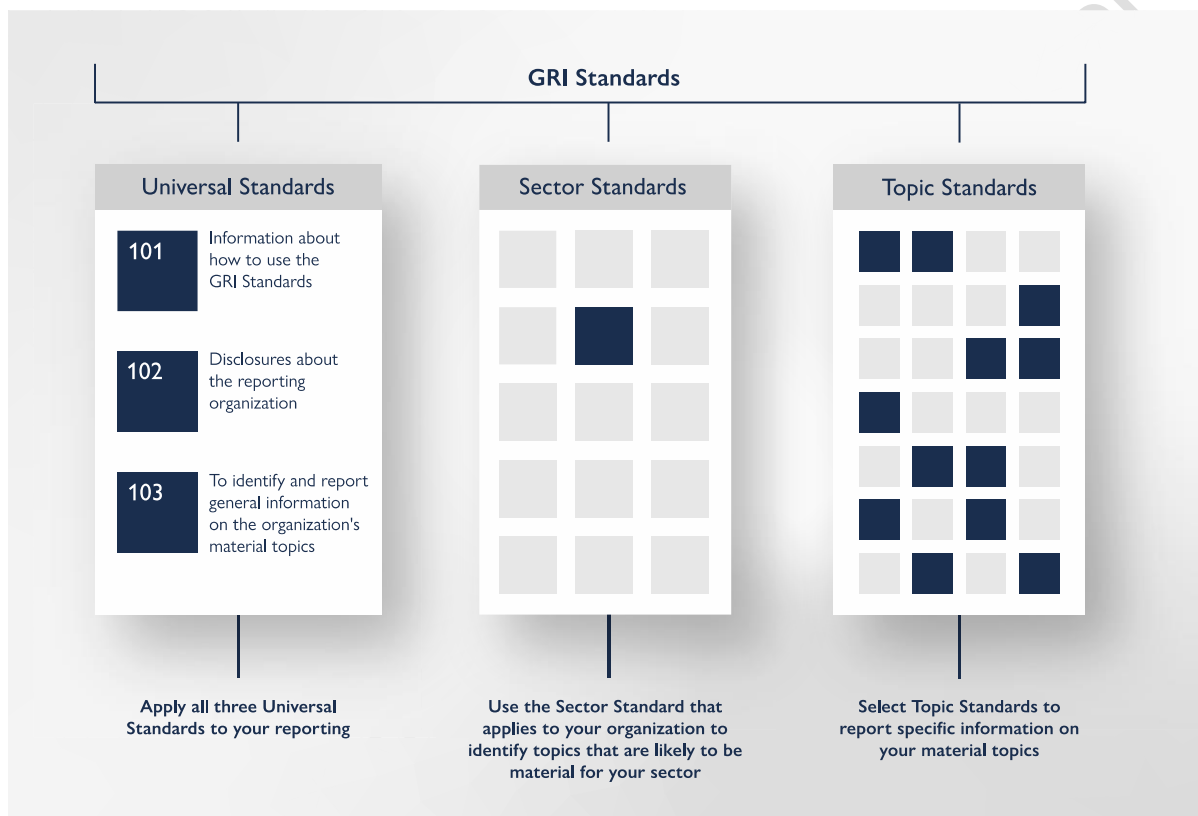 GRI Standards
Universal Standards
101
Information about
how to use the
GRI Standards
102
Disclosures about
the reporting
organization
103
To identify and report
general information
on the organization's
material topics
Apply all three Universal
Standards to your reporting
Sector Standards
Use the Sector Standard that
applies to your organization to
identify topics that are likely to be
material for your sector
Topic Standards
Select Topic Standards to
report specific information on
your material topics